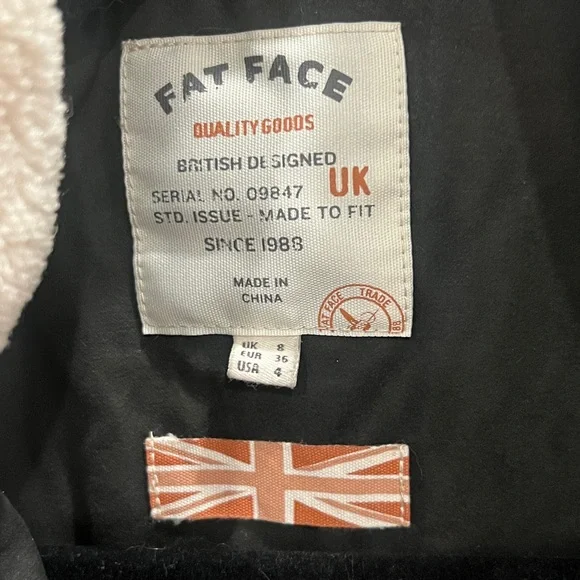 FAT FACE
QUALITY GOODS
BRITISH DESIGNED
SERIAL NO. 09847 UK
STD. ISSUE - MADE TO FIT
SINCE 1988
MADE IN
CHINA
FAT FACE TRADE
88
UK 8
EUR 36
USA 4